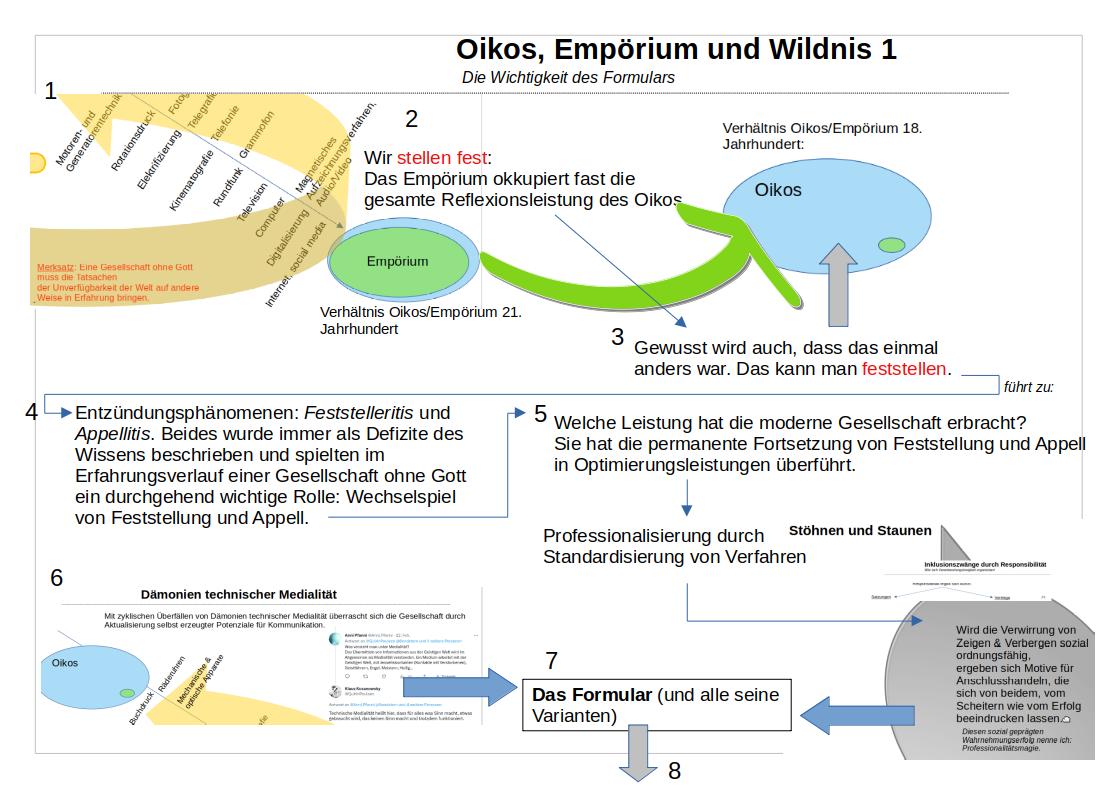 Oikos, Empörium und Wildnis 1
Die Wichtigkeit des Formulars
1
Motoren- und
Generatorentechnik
Rotationsdruck
Elektrifizierung
Telegrafie
Kinematografie
Telefonie
Rundfunk
Grammofon
Television
Computer
Magnetisches
Aufzeichnungsverfahren,
Audio/Video
Digitalisierung
Internet, social media
Merksatz: Eine Gesellschaft ohne Gott
muss die Tatsachen
der Unverfügbarkeit der Welt auf andere
Weise in Erfahrung bringen.
2
Wir stellen fest:
Das Empörium okkupiert fast die
gesamte Reflexionsleistung des Oikos.
Empörium
Verhältnis Oikos/Empörium 21.
Jahrhundert
Verhältnis Oikos/Empörium 18.
Jahrhundert:
Oikos
3
Gewusst wird auch, dass das einmal
anders war. Das kann man feststellen.
führt zu:
4
Entzündungsphänomenen: Feststelleritis und
Appellitis. Beides wurde immer als Defizite des
Wissens beschrieben und spielten im
Erfahrungsverlauf einer Gesellschaft ohne Gott
ein durchgehend wichtige Rolle: Wechselspiel
von Feststellung und Appell.
5
Welche Leistung hat die moderne Gesellschaft erbracht?
Sie hat die permanente Fortsetzung von Feststellung und Appell
in Optimierungsleistungen überführt.
Professionalisierung durch
Standardisierung von Verfahren
Stöhnen und Staunen
Inklusionszwänge durch Responsibilität
Wird die Verwirrung von
Zeigen & Verbergen sozial
ordnungsfähig,
ergeben sich Motive für
Anschlusshandeln, die
sich von beidem, vom
Scheitern wie vom Erfolg
beeindrucken lassen.
Diesen sozial geprägten
Wahrnehmungserfolg nenne ich:
Professionalitätsmagie.
6
Dämonien technischer Medialität
Mit zyklischen Überfällen von Dämonien technischer Medialität überrascht sich die Gesellschaft durch
Aktualisierung selbst erzeugter Potenziale für Kommunikation.
Oikos
Buchdruck
Räderuhren
Mechanische &
optische Apparate
Klaus Kusanowsky
7
Das Formular (und alle seine
Varianten)
8